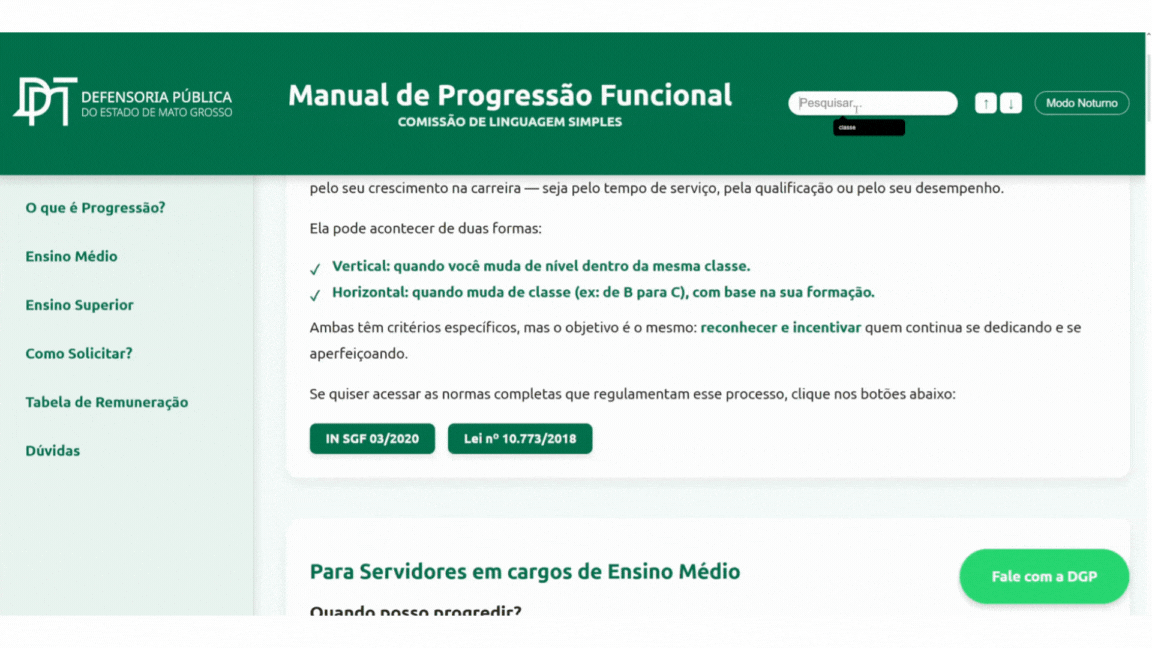 DEFENSORIA PÚBLICA
DO ESTADO DE MATO GROSSO
Manual de Progressão Funcional
COMISSÃO DE LINGUAGEM SIMPLES
Pesquisar...
classe
↑ ↓
Modo Noturno
O que é Progressão?
Ensino Médio
Ensino Superior
Como Solicitar?
Tabela de Remuneração
Dúvidas
pelo seu crescimento na carreira — seja pelo tempo de serviço, pela qualificação ou pelo seu desempenho.
Ela pode acontecer de duas formas:
✓ Vertical: quando você muda de nível dentro da mesma classe.
✓ Horizontal: quando muda de classe (ex: de B para C), com base na sua formação.
Ambas têm critérios específicos, mas o objetivo é o mesmo: reconhecer e incentivar quem continua se dedicando e se
aperfeiçoando.
Se quiser acessar as normas completas que regulamentam esse processo, clique nos botões abaixo:
IN SGF 03/2020
Lei nº 10.773/2018
Para Servidores em cargos de Ensino Médio
Quando posso progredir?
Fale com a DGP